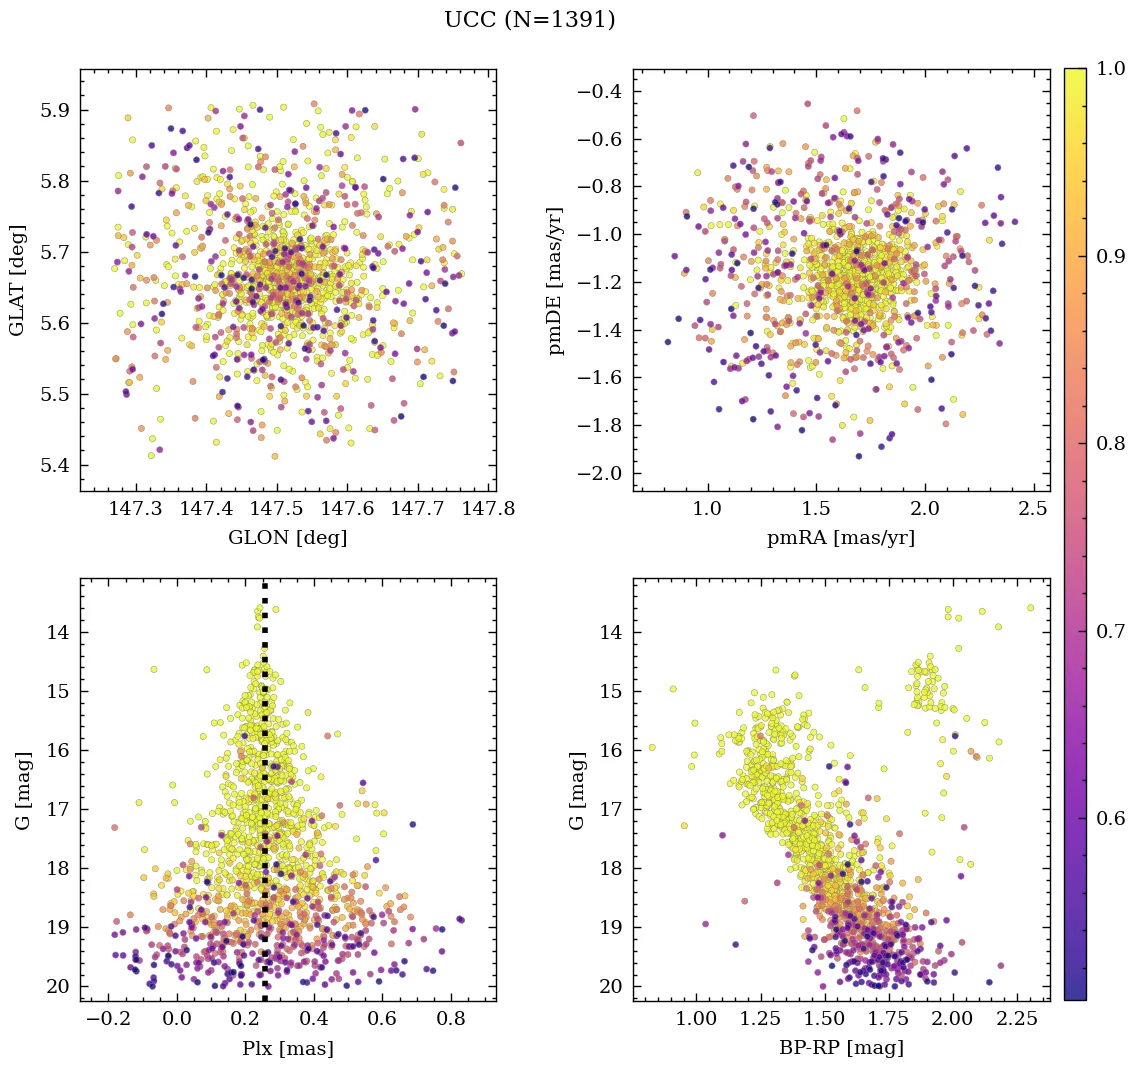 UCC (N=1391)
5.9
5.8
5.7
5.6
5.5
5.4
GLAT [deg]
147.3 147.4 147.5 147.6 147.7 147.8
GLON [deg]
−0.4
−0.6
−0.8
−1.0
−1.2
−1.4
−1.6
−1.8
−2.0
pmDE [mas/yr]
1.0 1.5 2.0 2.5
pmRA [mas/yr]
14
15
16
17
18
19
20
G [mag]
−0.2 0.0 0.2 0.4 0.6 0.8
Plx [mas]
14
15
16
17
18
19
20
G [mag]
1.00 1.25 1.50 1.75 2.00 2.25
BP-RP [mag]
1.0
0.9
0.8
0.7
0.6